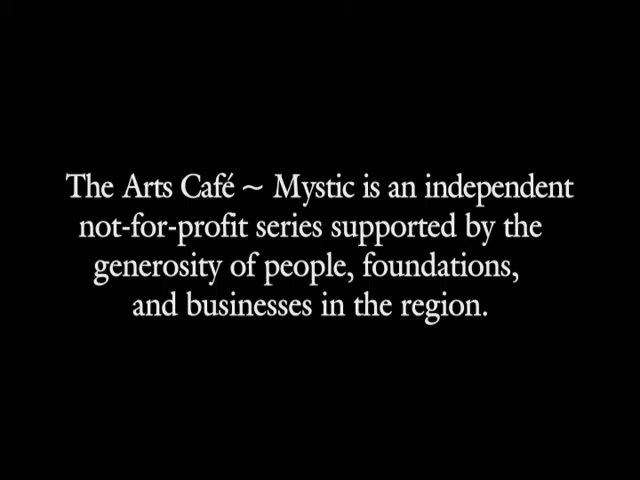 The Arts Café ~ Mystic is an independent
not-for-profit series supported by the
generosity of people, foundations,
and businesses in the region.